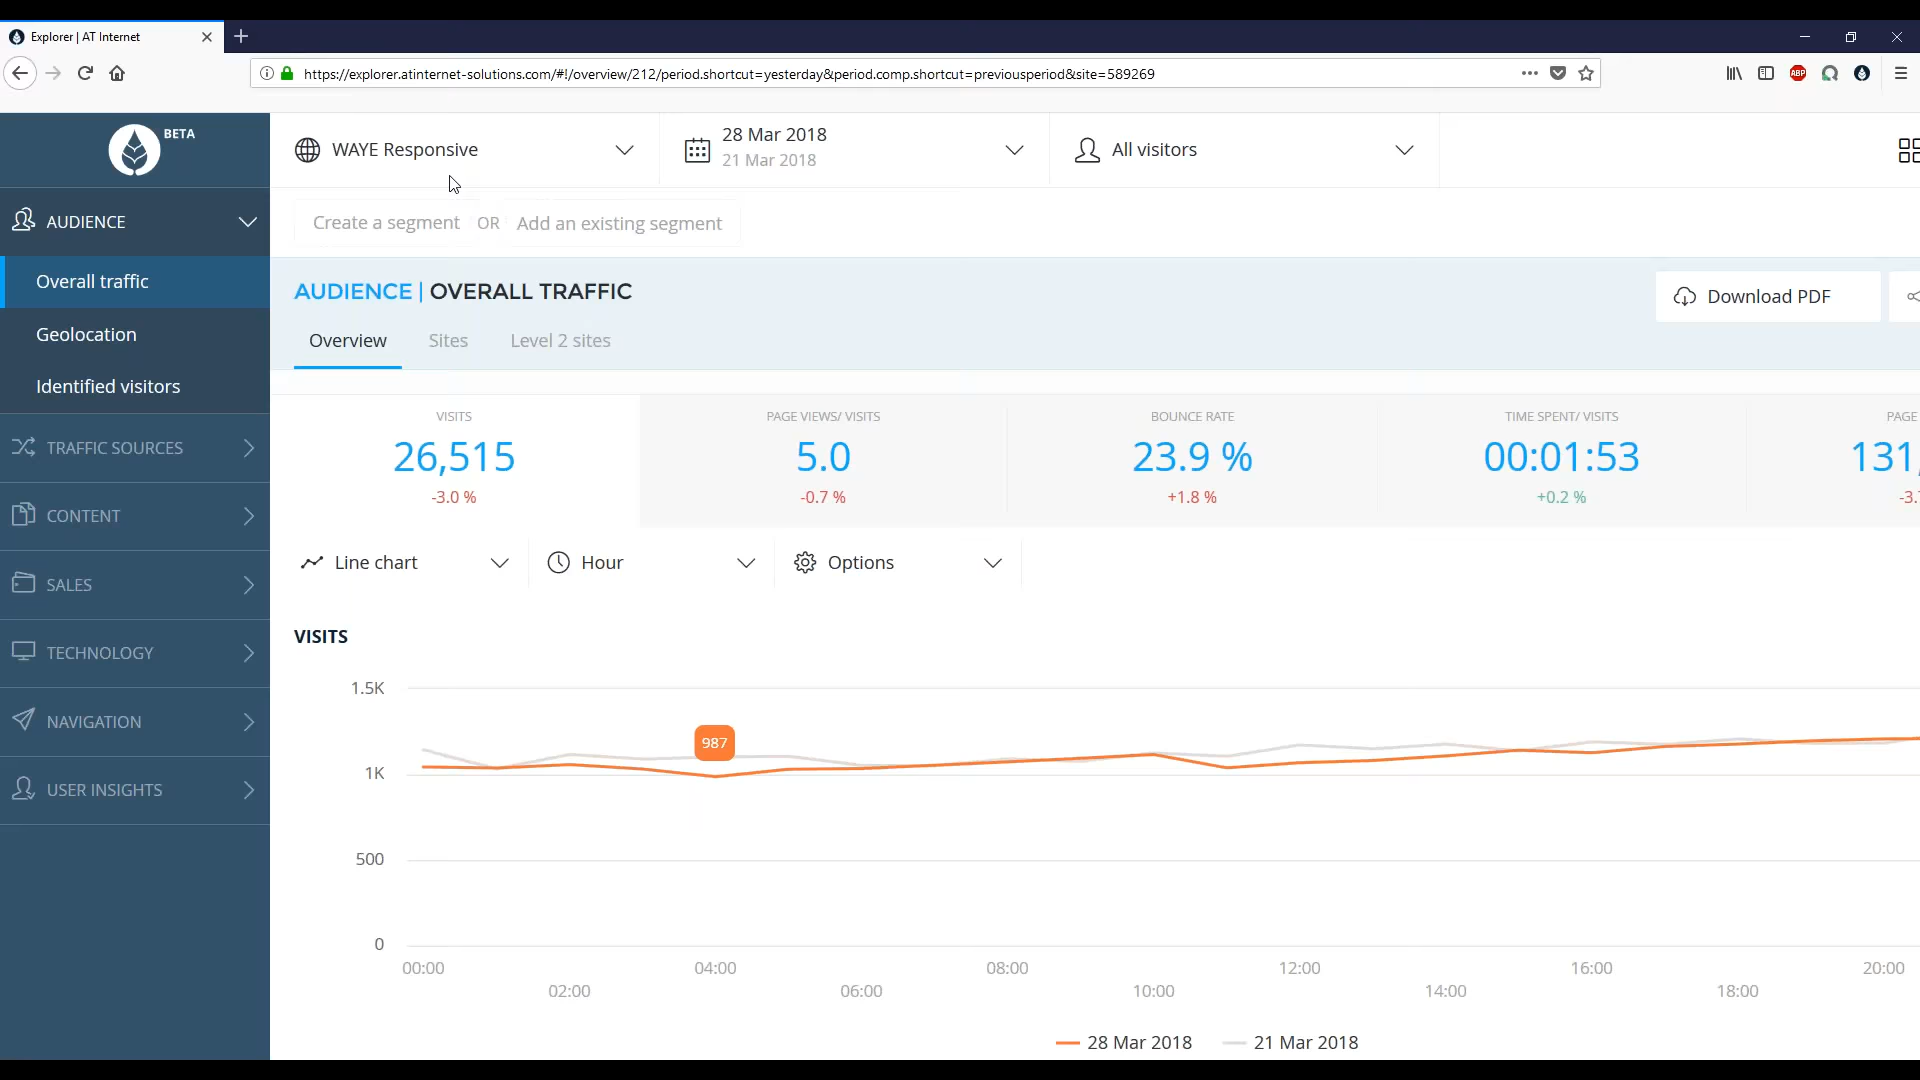 Explorer | AT Internet
https://explorer.atinternet-solutions.com/#!/overview/212/period.shortcut=yesterday&period.comp.shortcut=previousperiod&site=589269
ABP
BETA
WAYE Responsive
28 Mar 2018
21 Mar 2018
All visitors
AUDIENCE
Create a segment OR Add an existing segment
Overall traffic
Geolocation
Identified visitors
TRAFFIC SOURCES
CONTENT
SALES
TECHNOLOGY
NAVIGATION
USER INSIGHTS
AUDIENCE | OVERALL TRAFFIC
Download PDF
Overview Sites Level 2 sites
VISITS
26,515
-3.0 %
PAGE VIEWS/ VISITS
5.0
-0.7 %
BOUNCE RATE
23.9 %
+1.8 %
TIME SPENT/ VISITS
00:01:53
+0.2 %
PAGE
131,
-3.
Line chart
Hour
Options
VISITS
1.5K
987
1K
500
0
00:00 04:00 08:00 12:00 16:00 20:00
02:00 06:00 10:00 14:00 18:00
28 Mar 2018 21 Mar 2018